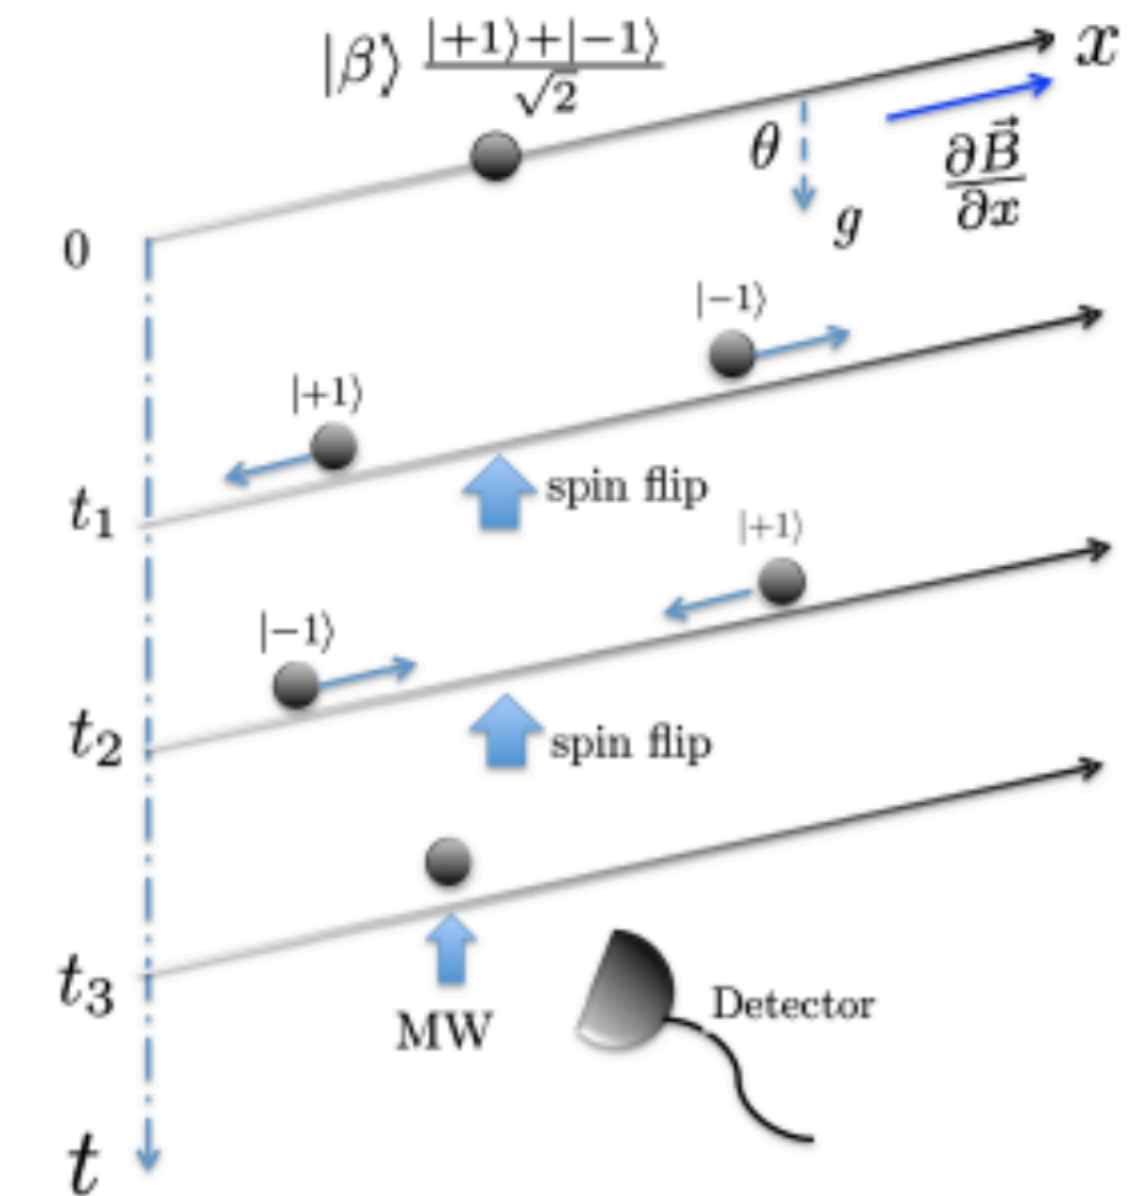 |β⟩ |+1⟩+|−1⟩
√2
x
θ
g
∂B⃗
∂x
0
|−1⟩
|+1⟩
t₁
spin flip
|+1⟩
|−1⟩
t₂
spin flip
t₃
MW
Detector
t